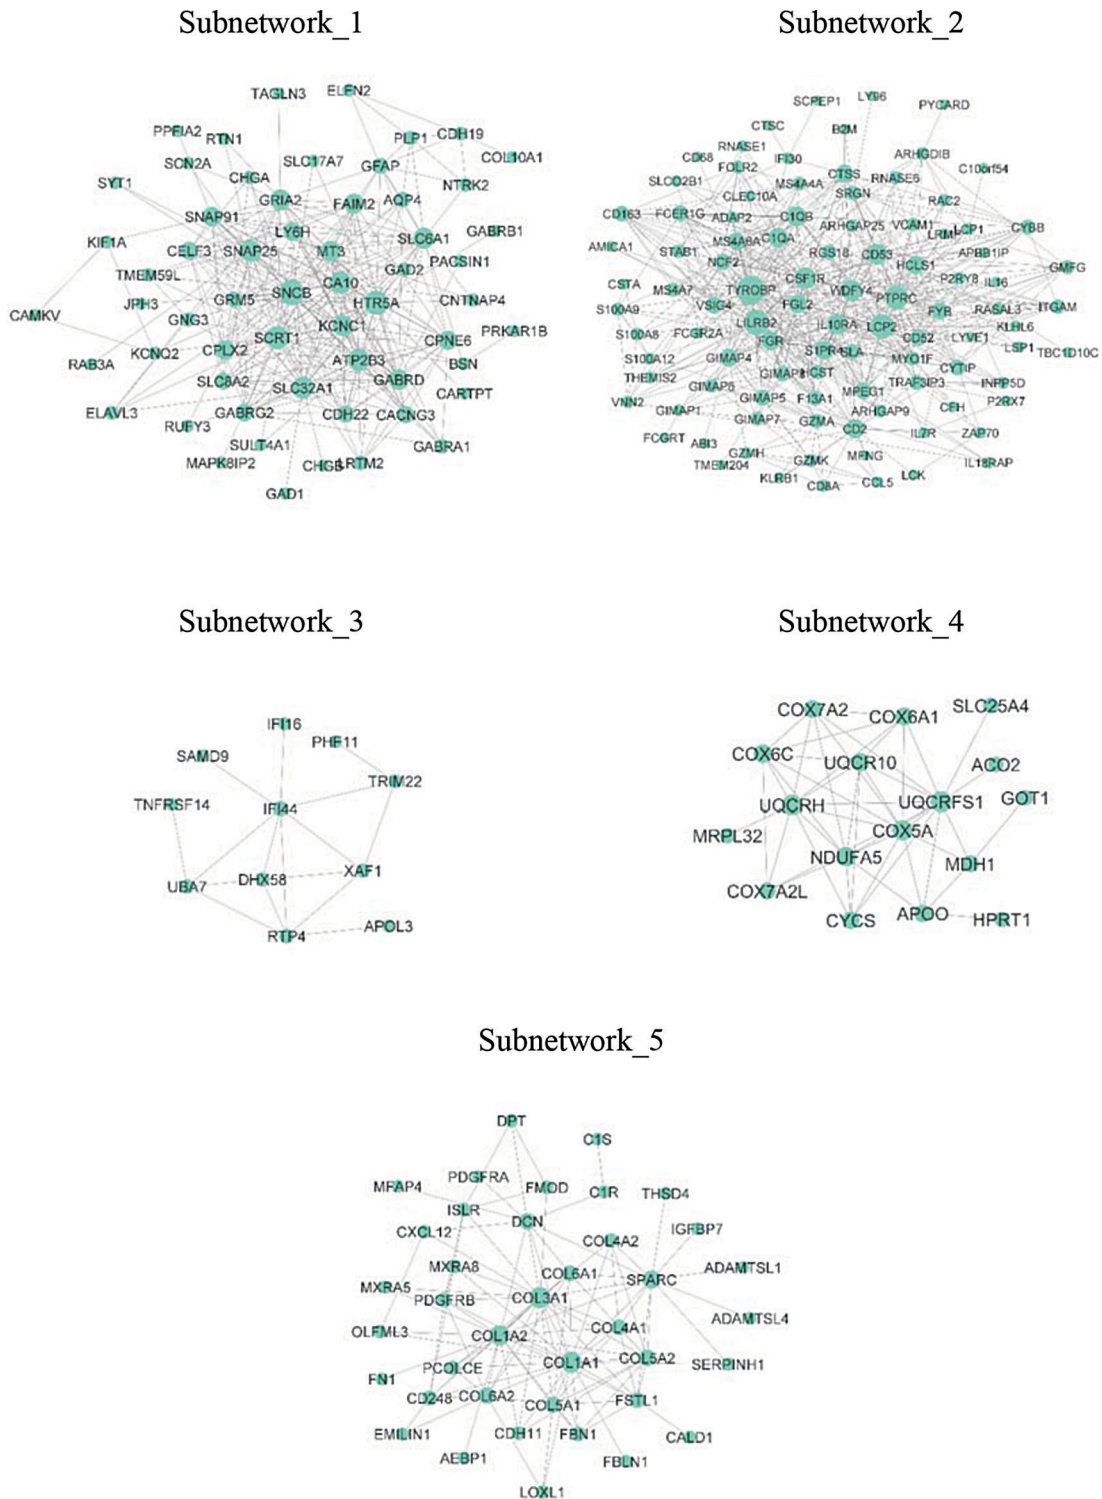 Subnetwork_1
Subnetwork_2
TAGLN3
ELFN2
PPFIA2
RTN1
PLP1
CDH19
SCN2A
SLC17A7
GFAP
COL10A1
SYT1
CHGA
NTRK2
GRIA2
FAIM2
AQP4
SNAP91
LY6H
SLC6A1
GABRB1
KIF1A
CELF3
SNAP25
MT3
PACSIN1
GAD2
TMEM59L
CA10
SNCB
HTR5A
CNTNAP4
JPH3
GRM5
CAMKV
GNG3
KCNC1
PRKAR1B
SCRT1
CPNE6
KCNQ2
CPLX2
ATP2B3
BSN
RAB3A
SLC8A2
SLC32A1
GABRD
CARTPT
ELAVL3
GABRG2
CDH22
CACNG3
RUFY3
SULT4A1
GABRA1
MAPK8IP2
CHGB
LRTM2
GAD1
SCPEP1
LY96
PYCARD
CTSC
B2M
RNASE1
CD68
FOLR2
IFI30
ARHGDIB
CTSS
C10orf54
SLCO2B1
MS4A4A
RNASE6
CLEC10A
SRGN
RAC2
CD163
FCER1G
ADAP2
C1QB
ARHGAP25
VCAM1
LCP1
CYBB
AMICA1
STAB1
MS4A6A
C1QA
RGS18
CD53
APBB1IP
NCF2
HCLS1
GMFG
CSTA
MS4A7
TYROBP
CSF1R
WDFY4
P2RY8
IL16
S100A9
VSIG4
FGL2
PTPRC
FYB
RASAL3
ITGAM
S100A8
FCGR2A
LILRB2
IL10RA
LCP2
KLHL6
FGR
CD52
LYVE1
S100A12
GIMAP4
S1PR4
SLA
MYO1F
LSP1
TBC1D10C
THEMIS2
GIMAP8
HCST
CYTIP
GIMAP6
TRAF3IP3
INPP5D
VNN2
GIMAP5
F13A1
MPEG1
P2RX7
GIMAP1
GIMAP7
GZMA
ARHGAP9
CFH
FCGRT
ABI3
CD2
IL7R
ZAP70
GZMH
GZMK
MFNG
IL18RAP
TMEM204
KLRB1
CD8A
CCL5
LCK
Subnetwork_3
Subnetwork_4
IFI16
PHF11
SAMD9
TRIM22
TNFRSF14
IFI44
UBA7
DHX58
XAF1
RTP4
APOL3
COX7A2
COX6A1
SLC25A4
COX6C
UQCR10
ACO2
UQCRH
UQCRFS1
GOT1
MRPL32
COX5A
NDUFA5
MDH1
COX7A2L
CYCS
APOO
HPRT1
Subnetwork_5
DPT
C1S
MFAP4
PDGFRA
FMOD
C1R
THSD4
ISLR
DCN
CXCL12
COL4A2
IGFBP7
MXRA8
COL6A1
SPARC
ADAMTSL1
MXRA5
PDGFRB
COL3A1
ADAMTSL4
OLFML3
COL1A2
COL4A1
PCOLCE
COL1A1
COL5A2
SERPINH1
FN1
CD248
COL6A2
COL5A1
FSTL1
EMILIN1
CDH11
FBN1
CALD1
AEBP1
FBLN1
LOXL1